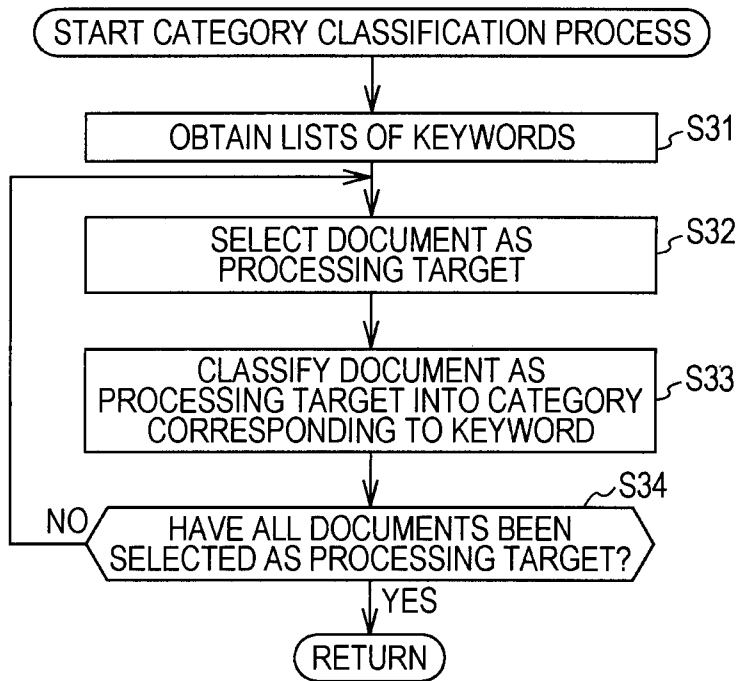 START CATEGORY CLASSIFICATION PROCESS
OBTAIN LISTS OF KEYWORDS
S31
SELECT DOCUMENT AS
PROCESSING TARGET
S32
CLASSIFY DOCUMENT AS
PROCESSING TARGET INTO CATEGORY
CORRESPONDING TO KEYWORD
S33
S34
NO
HAVE ALL DOCUMENTS BEEN
SELECTED AS PROCESSING TARGET?
YES
RETURN